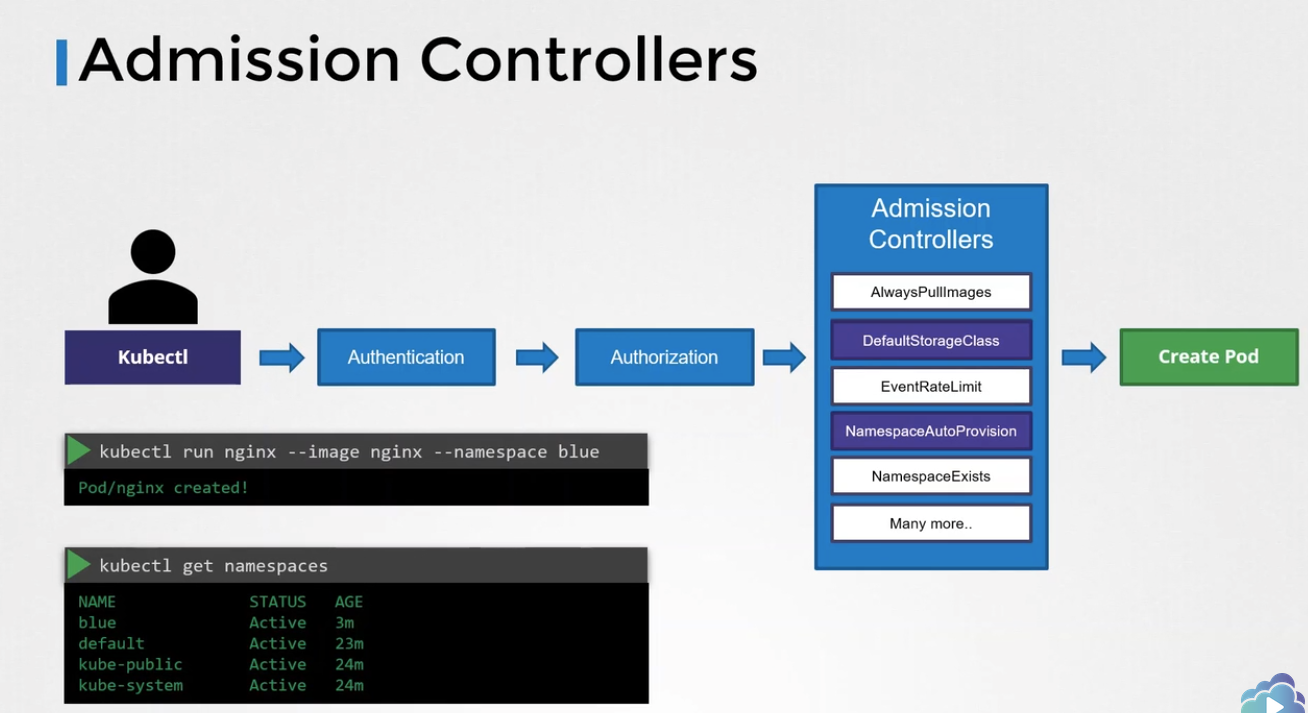 Admission Controllers
Kubectl
Authentication
Authorization
Admission
Controllers
AlwaysPullImages
DefaultStorageClass
EventRateLimit
NamespaceAutoProvision
NamespaceExists
Many more..
Create Pod
kubectl run nginx --image nginx --namespace blue
Pod/nginx created!
kubectl get namespaces
NAME STATUS AGE
blue Active 3m
default Active 23m
kube-public Active 24m
kube-system Active 24m